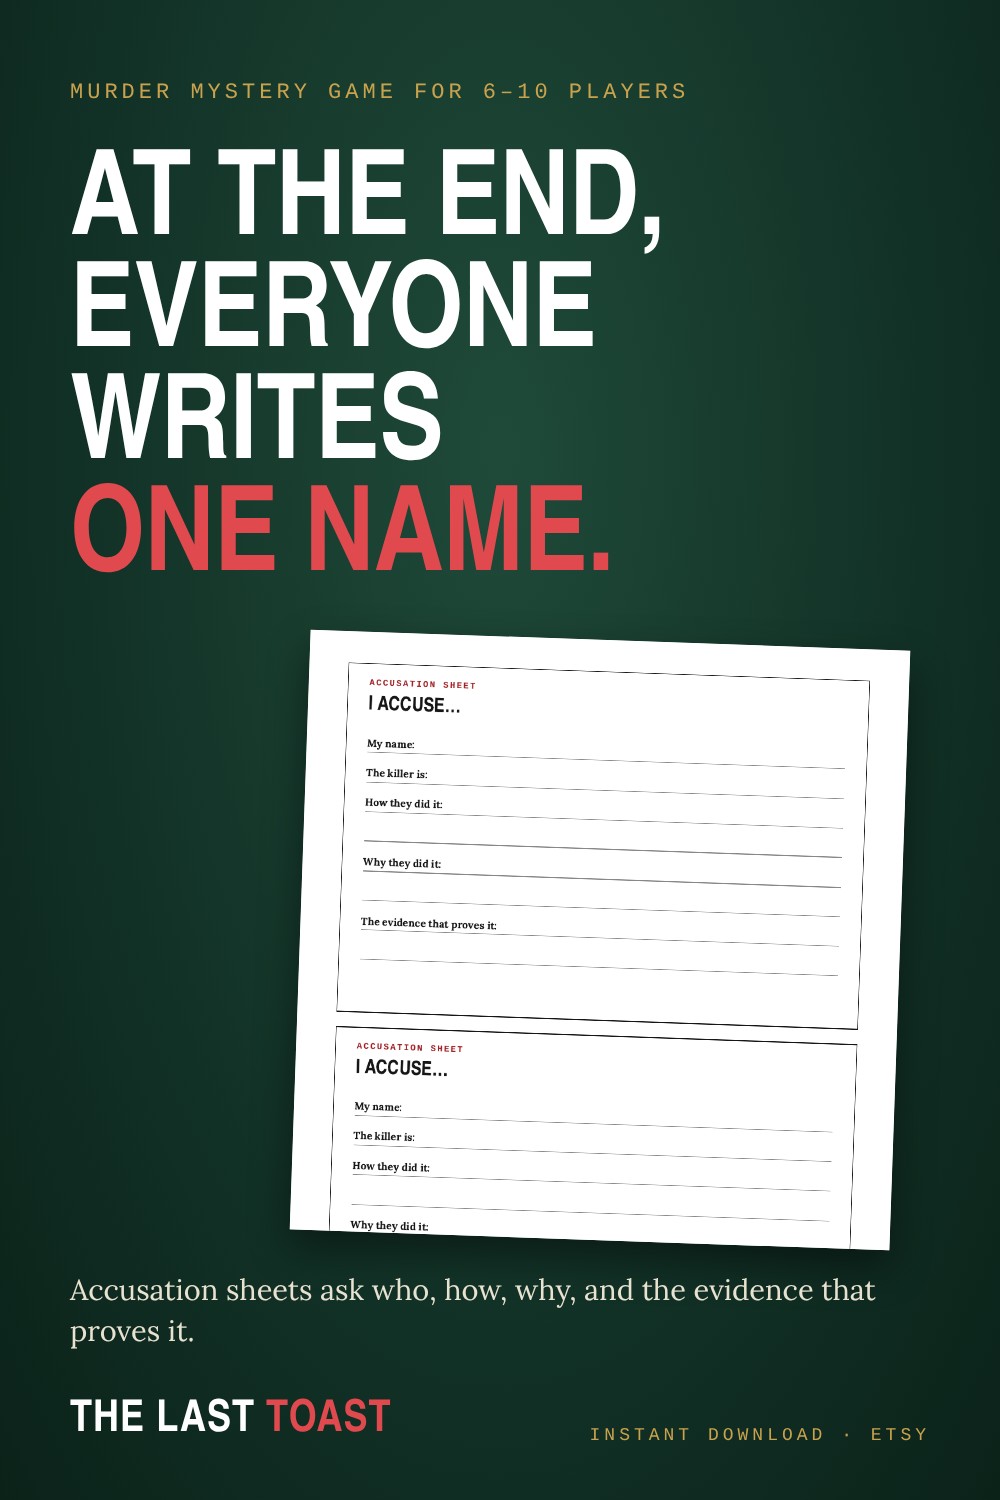 MURDER MYSTERY GAME FOR 6–10 PLAYERS
AT THE END,
EVERYONE
WRITES
ONE NAME.
ACCUSATION SHEET
I ACCUSE...
My name:
The killer is:
How they did it:
Why they did it:
The evidence that proves it:
ACCUSATION SHEET
I ACCUSE...
My name:
The killer is:
How they did it:
Why they did it:
Accusation sheets ask who, how, why, and the evidence that
proves it.
THE LAST TOAST
INSTANT DOWNLOAD · ETSY